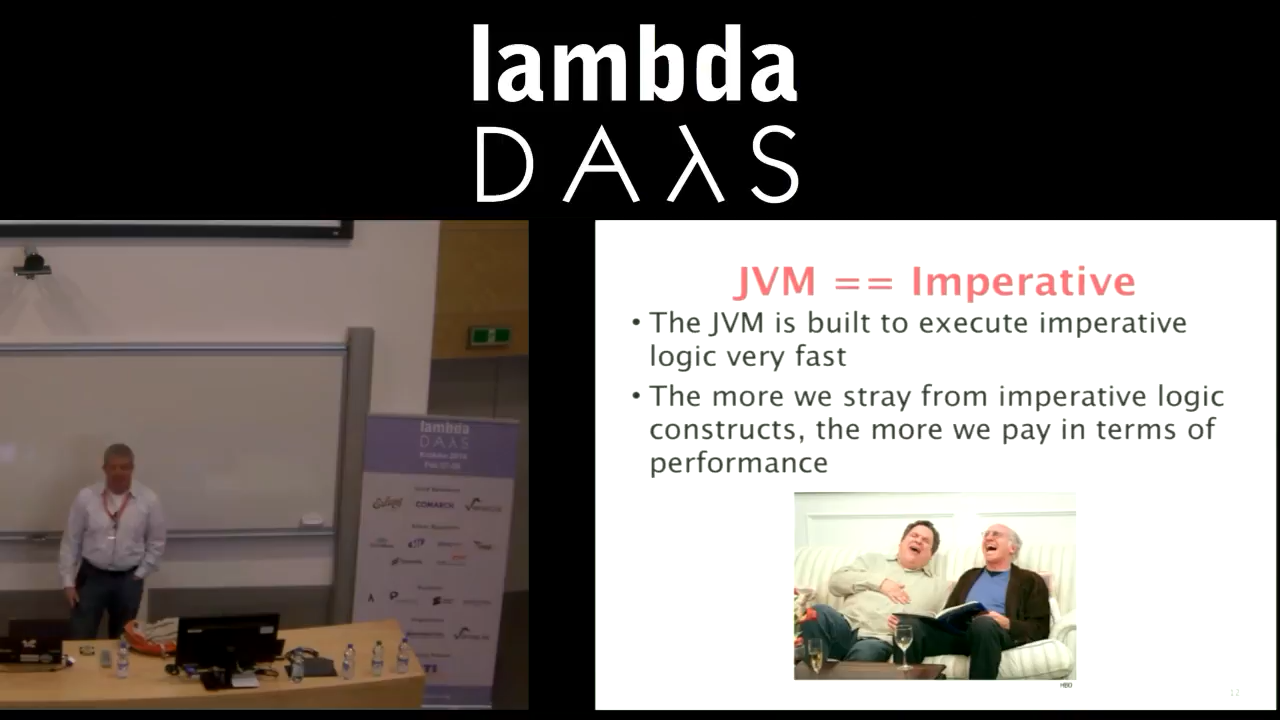 lambda
DAλS
JVM == Imperative
• The JVM is built to execute imperative
logic very fast
• The more we stray from imperative logic
constructs, the more we pay in terms of
performance
HBO
12
lambda
DAλS
COMARCH